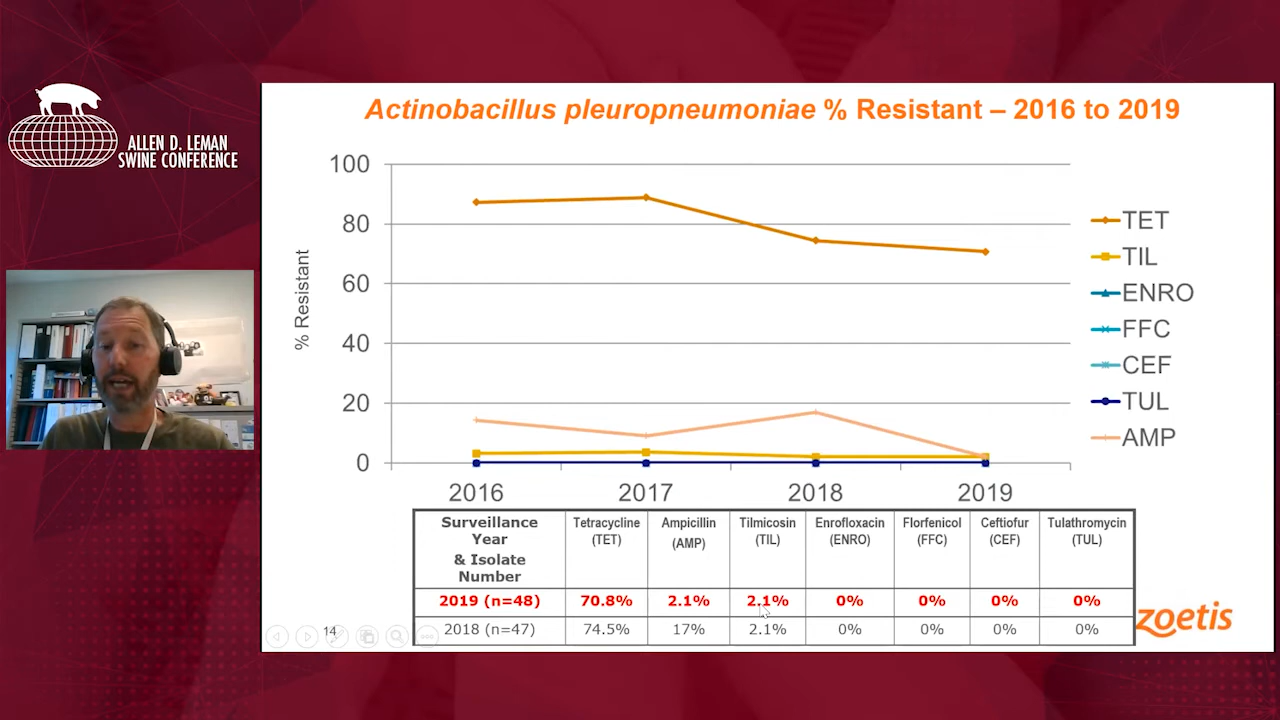 ALLEN D. LEMAN
SWINE CONFERENCE
Actinobacillus pleuropneumoniae % Resistant – 2016 to 2019
% Resistant
100
80
60
40
20
0
2016 2017 2018 2019
TET
TIL
ENRO
FFC
CEF
TUL
AMP
Surveillance
Year
& Isolate
Number
Tetracycline
(TET)
Ampicillin
(AMP)
Tilmicosin
(TIL)
Enrofloxacin
(ENRO)
Florfenicol
(FFC)
Ceftiofur
(CEF)
Tulathromycin
(TUL)
2019 (n=48) 70.8% 2.1% 2.1% 0% 0% 0% 0%
2018 (n=47) 74.5% 17% 2.1% 0% 0% 0% 0%
14
zoetis